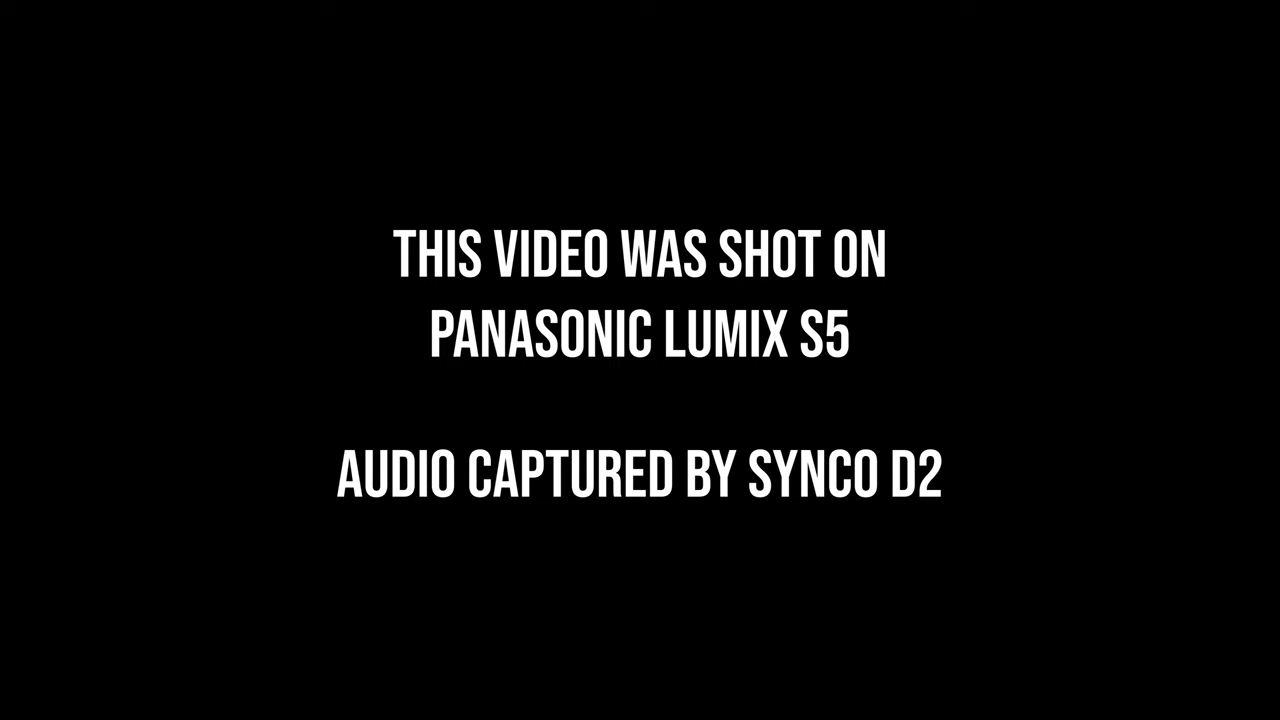 THIS VIDEO WAS SHOT ON
PANASONIC LUMIX S5
AUDIO CAPTURED BY SYNCO D2